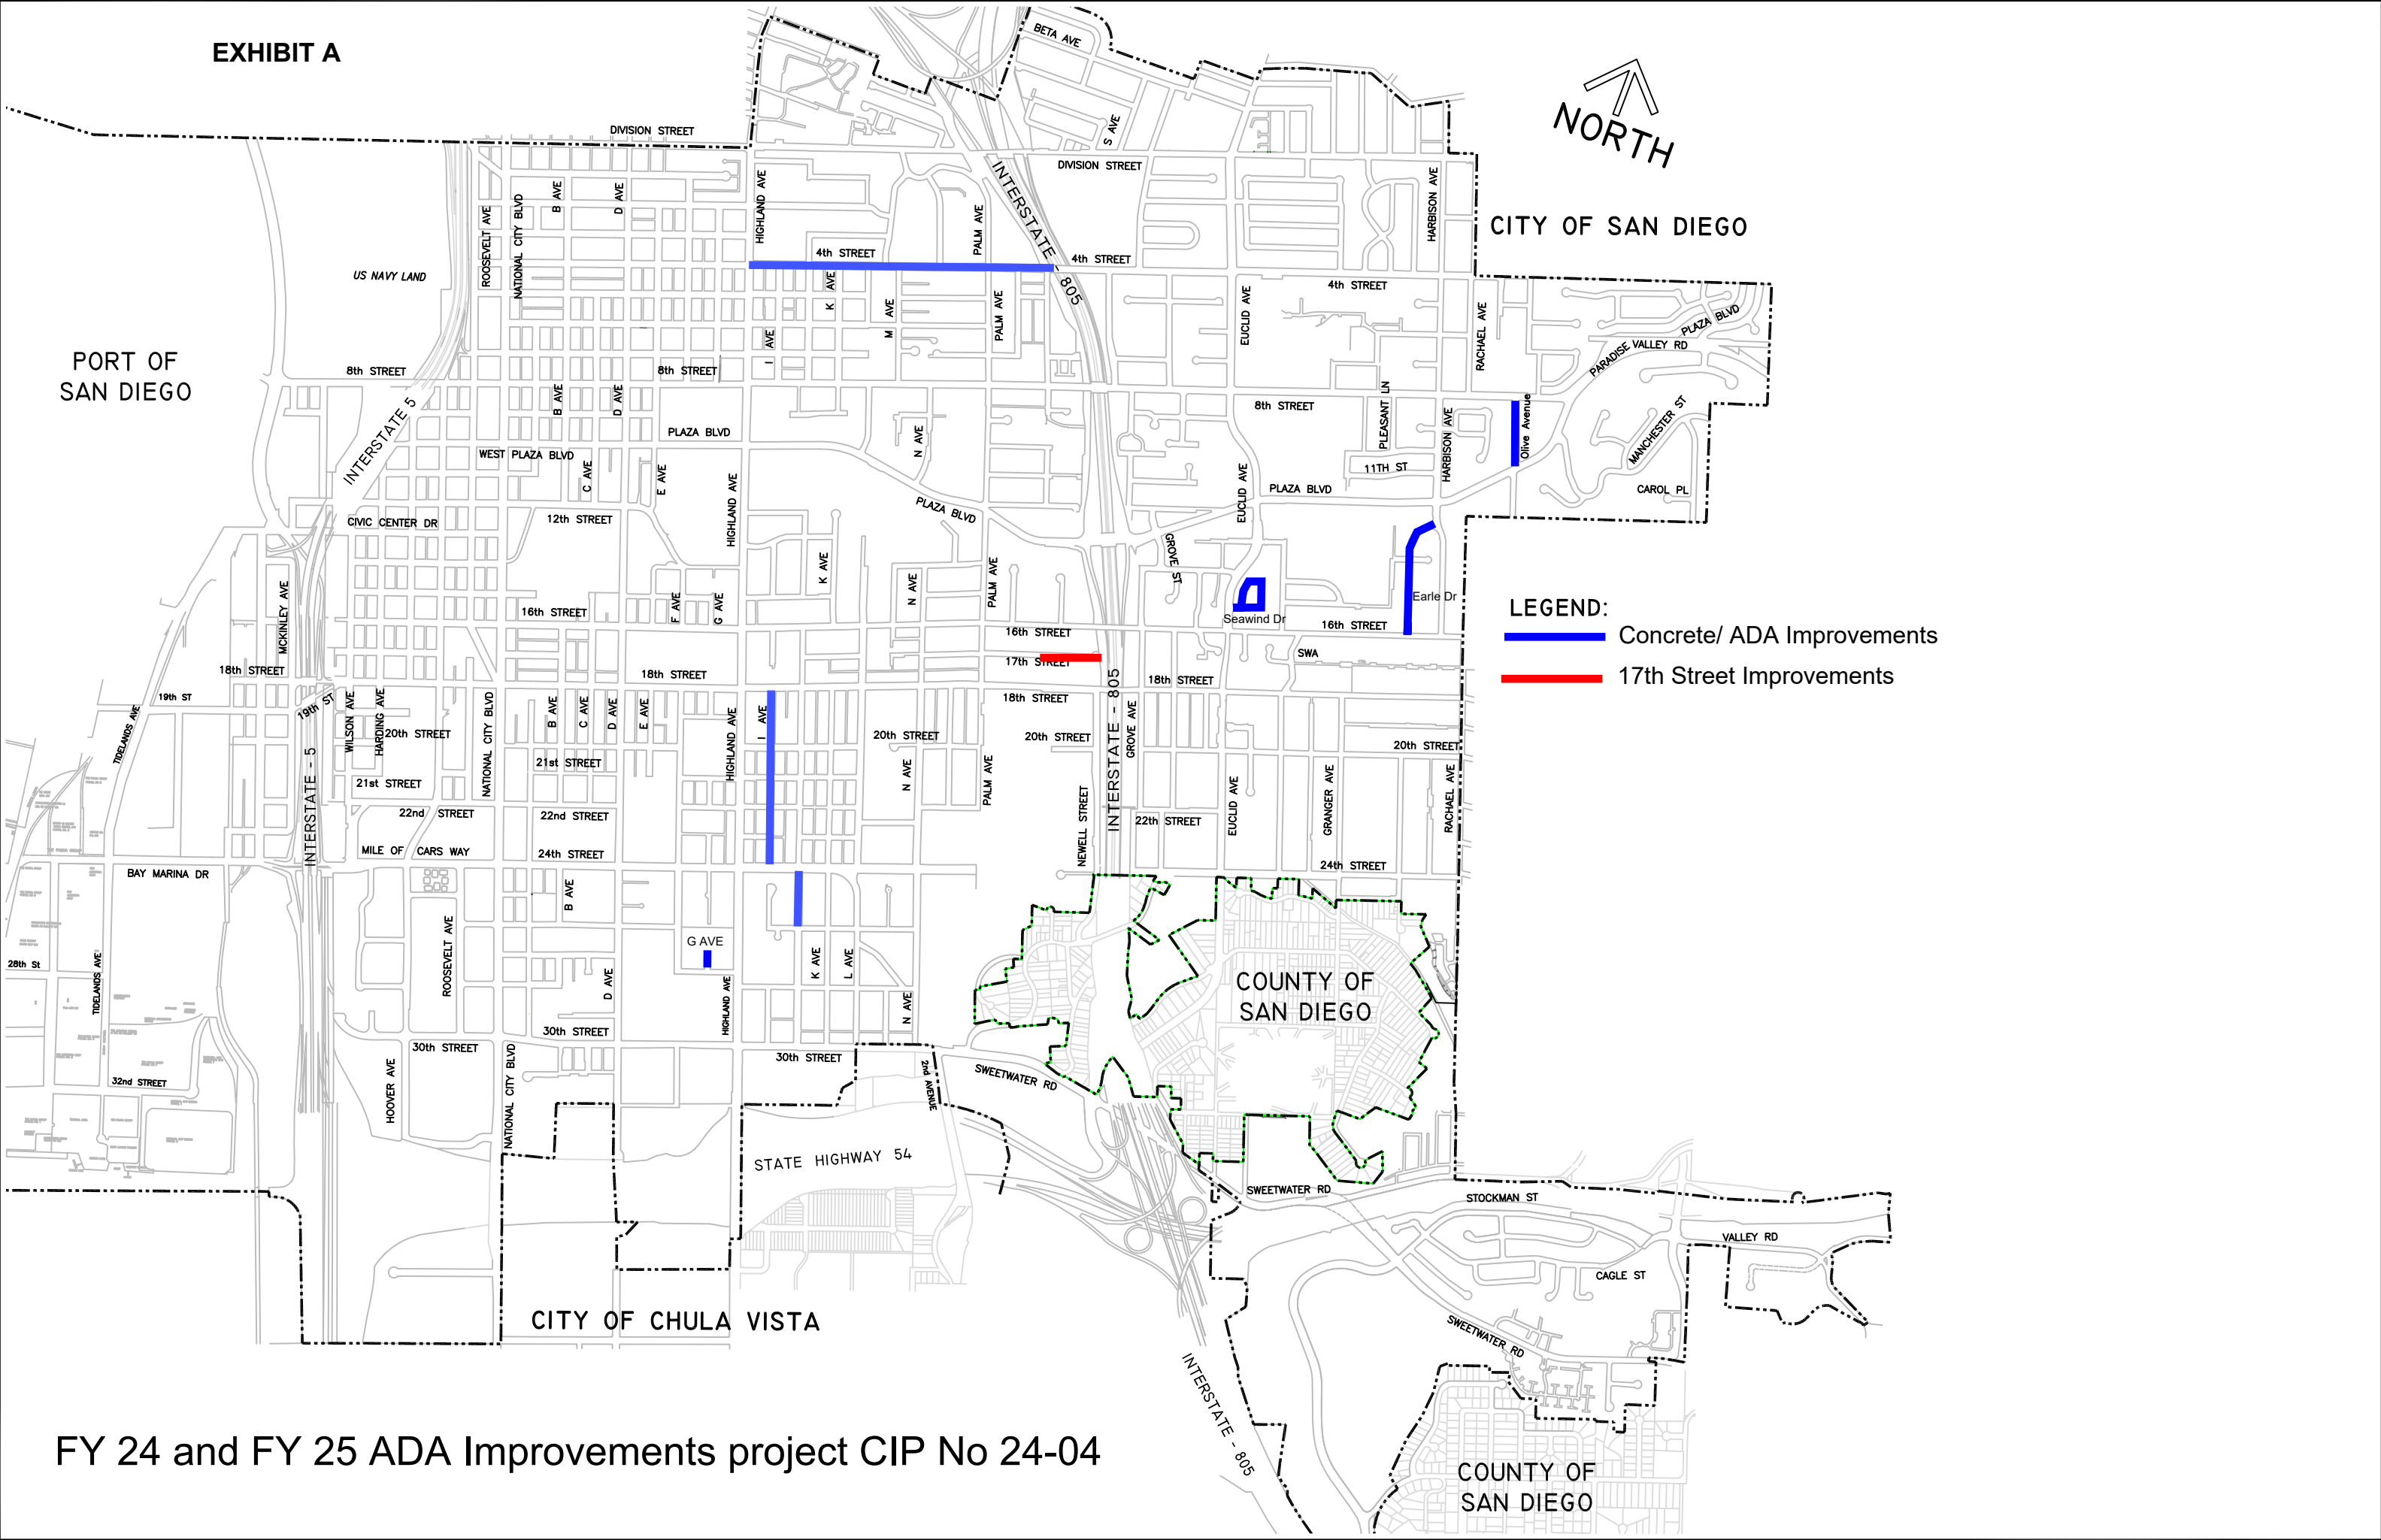 EXHIBIT A
BETA AVE
NORTH
DIVISION STREET
S AVE
DIVISION STREET
INTERSTATE - 805
HARBISON AVE
CITY OF SAN DIEGO
ROOSEVELT AVE
NATIONAL CITY BLVD
B AVE
D AVE
HIGHLAND AVE
PALM AVE
4th STREET
4th STREET
4th STREET
US NAVY LAND
K AVE
I AVE
M AVE
PALM AVE
EUCLID AVE
RACHAEL AVE
PLAZA BLVD
PARADISE VALLEY RD
PORT OF
SAN DIEGO
8th STREET
8th STREET
8th STREET
INTERSTATE 5
B AVE
D AVE
PLEASANT LN
HARBISON AVE
Olive Avenue
MANCHESTER ST
PLAZA BLVD
WEST PLAZA BLVD
C AVE
E AVE
HIGHLAND AVE
N AVE
PLAZA BLVD
EUCLID AVE
11TH ST
PLAZA BLVD
CAROL PL
CIVIC CENTER DR
12th STREET
K AVE
N AVE
PALM AVE
GROVE ST
Seawind Dr
Earle Dr
MCKINLEY AVE
16th STREET
F AVE
G AVE
16th STREET
16th STREET
LEGEND:
Concrete/ ADA Improvements
17th Street Improvements
17th STREET
SWA
18th STREET
18th STREET
18th STREET
18th STREET
19th ST
19th ST
TIDELANDS AVE
WILSON AVE
HARDING AVE
20th STREET
NATIONAL CITY BLVD
B AVE
C AVE
D AVE
E AVE
HIGHLAND AVE
I AVE
20th STREET
N AVE
PALM AVE
20th STREET
INTERSTATE - 805
GROVE AVE
20th STREET
21st STREET
21st STREET
INTERSTATE - 5
22nd STREET
22nd STREET
NEWELL STREET
22th STREET
EUCLID AVE
GRANGER AVE
RACHAEL AVE
MILE OF CARS WAY
24th STREET
24th STREET
BAY MARINA DR
B AVE
ROOSEVELT AVE
G AVE
K AVE
L AVE
28th St
TIDELANDS AVE
D AVE
HIGHLAND AVE
N AVE
COUNTY OF
SAN DIEGO
30th STREET
30th STREET
30th STREET
2nd AVENUE
SWEETWATER RD
32nd STREET
HOOVER AVE
NATIONAL CITY BLVD
STATE HIGHWAY 54
SWEETWATER RD
STOCKMAN ST
VALLEY RD
CAGLE ST
CITY OF CHULA VISTA
SWEETWATER RD
INTERSTATE - 805
FY 24 and FY 25 ADA Improvements project CIP No 24-04
COUNTY OF
SAN DIEGO